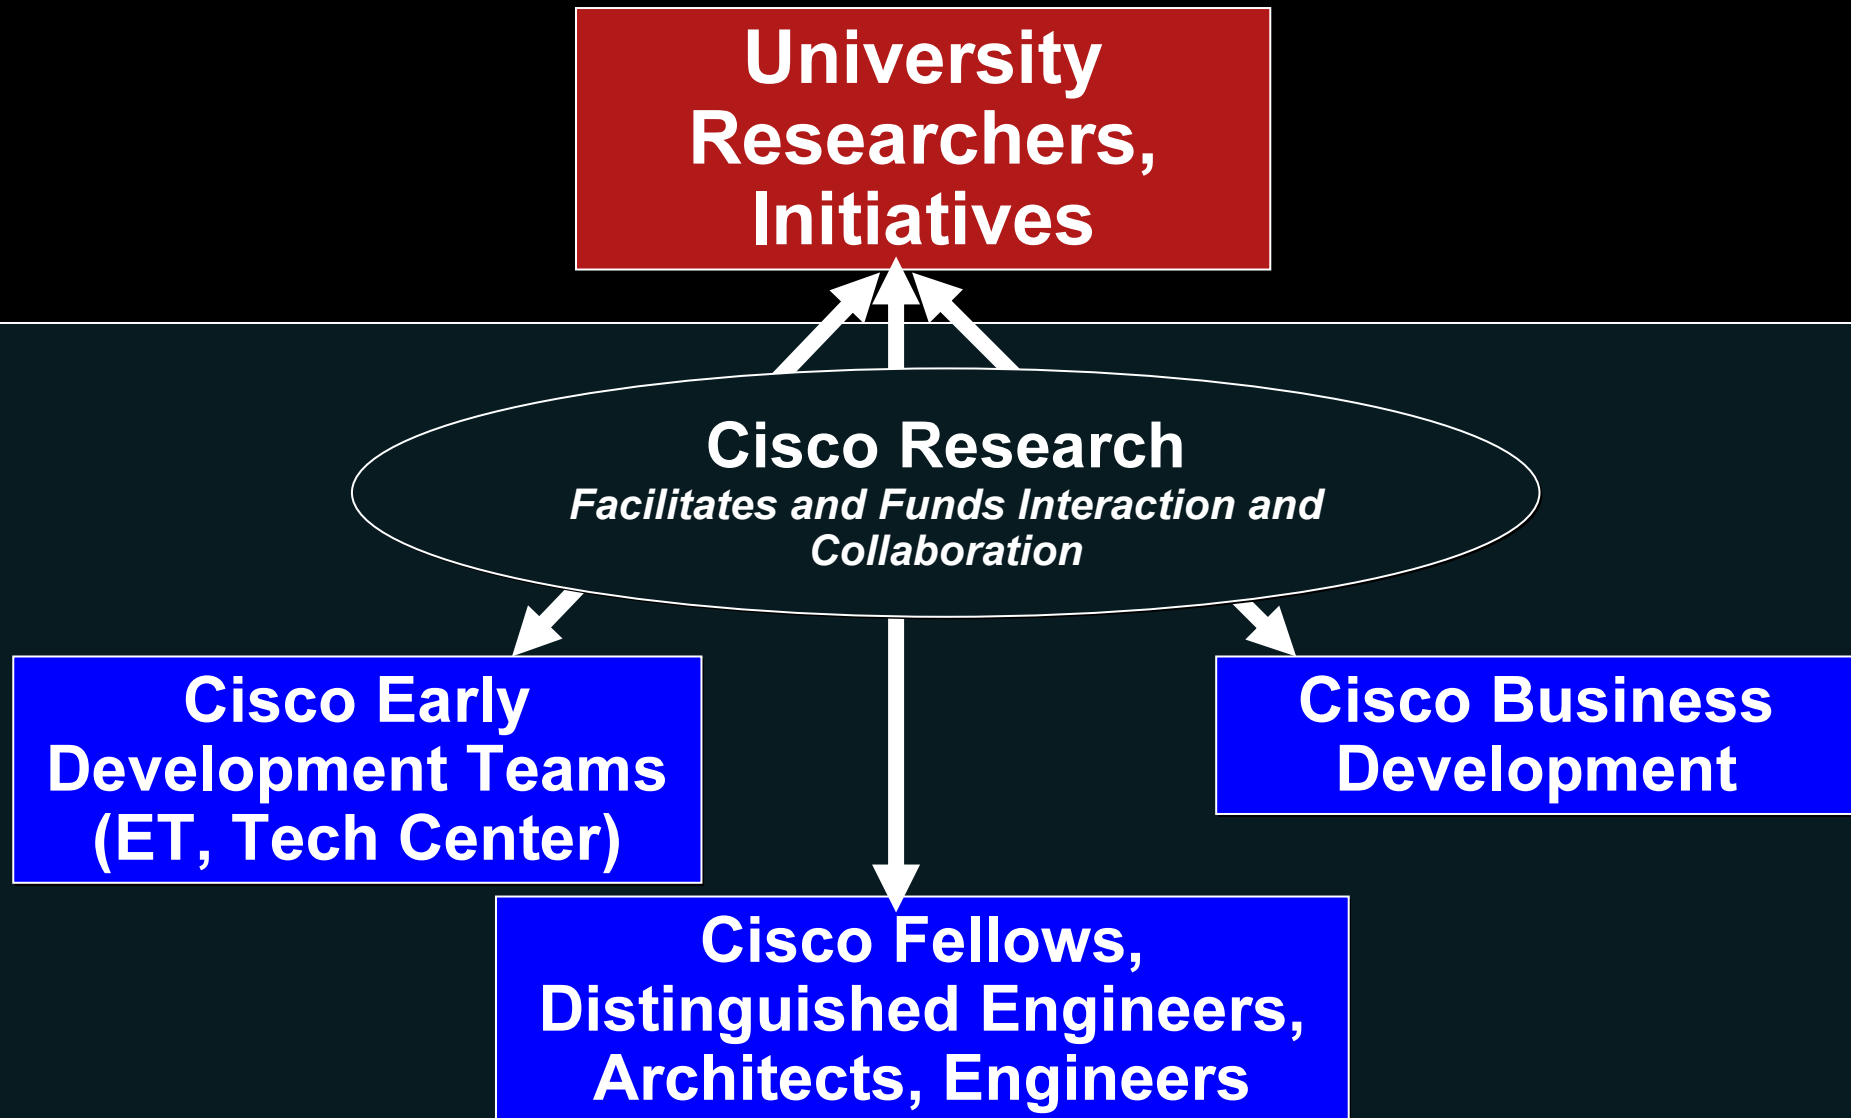 University
Researchers,
Initiatives
Cisco Research
Facilitates and Funds Interaction and
Collaboration
Cisco Early
Development Teams
(ET, Tech Center)
Cisco Business
Development
Cisco Fellows,
Distinguished Engineers,
Architects, Engineers